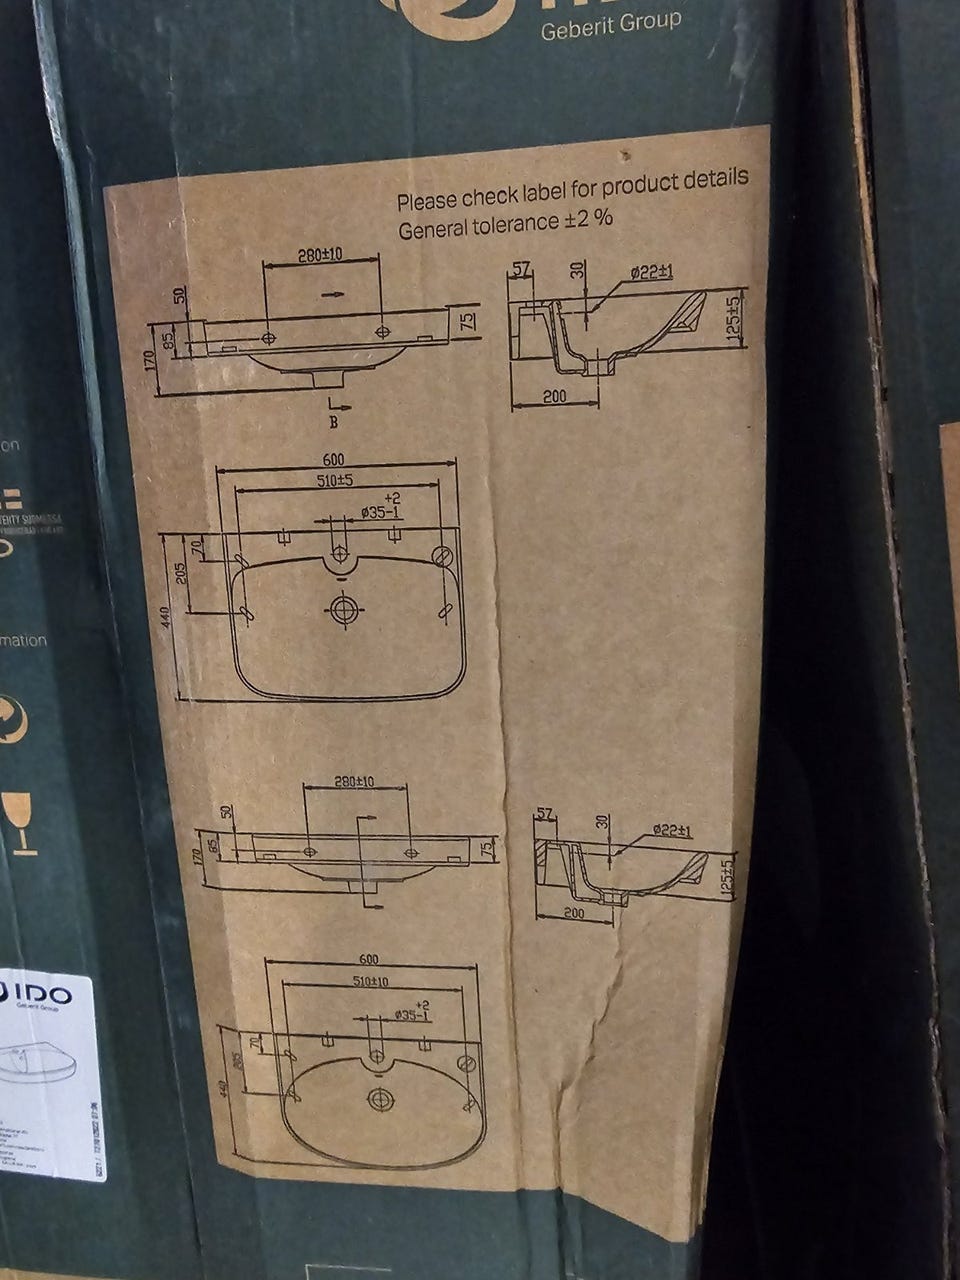 Geberit Group
Please check label for product details
General tolerance ±2 %
280±10
50
85
170
75
B
57
30
ø22±1
125±5
200
600
510±5
+2
ø35-1
70
205
440
280±10
50
85
170
75
57
30
ø22±1
125±5
200
600
510±10
+2
ø35-1
70
205
440
on
mation
IDO
Geberit Group